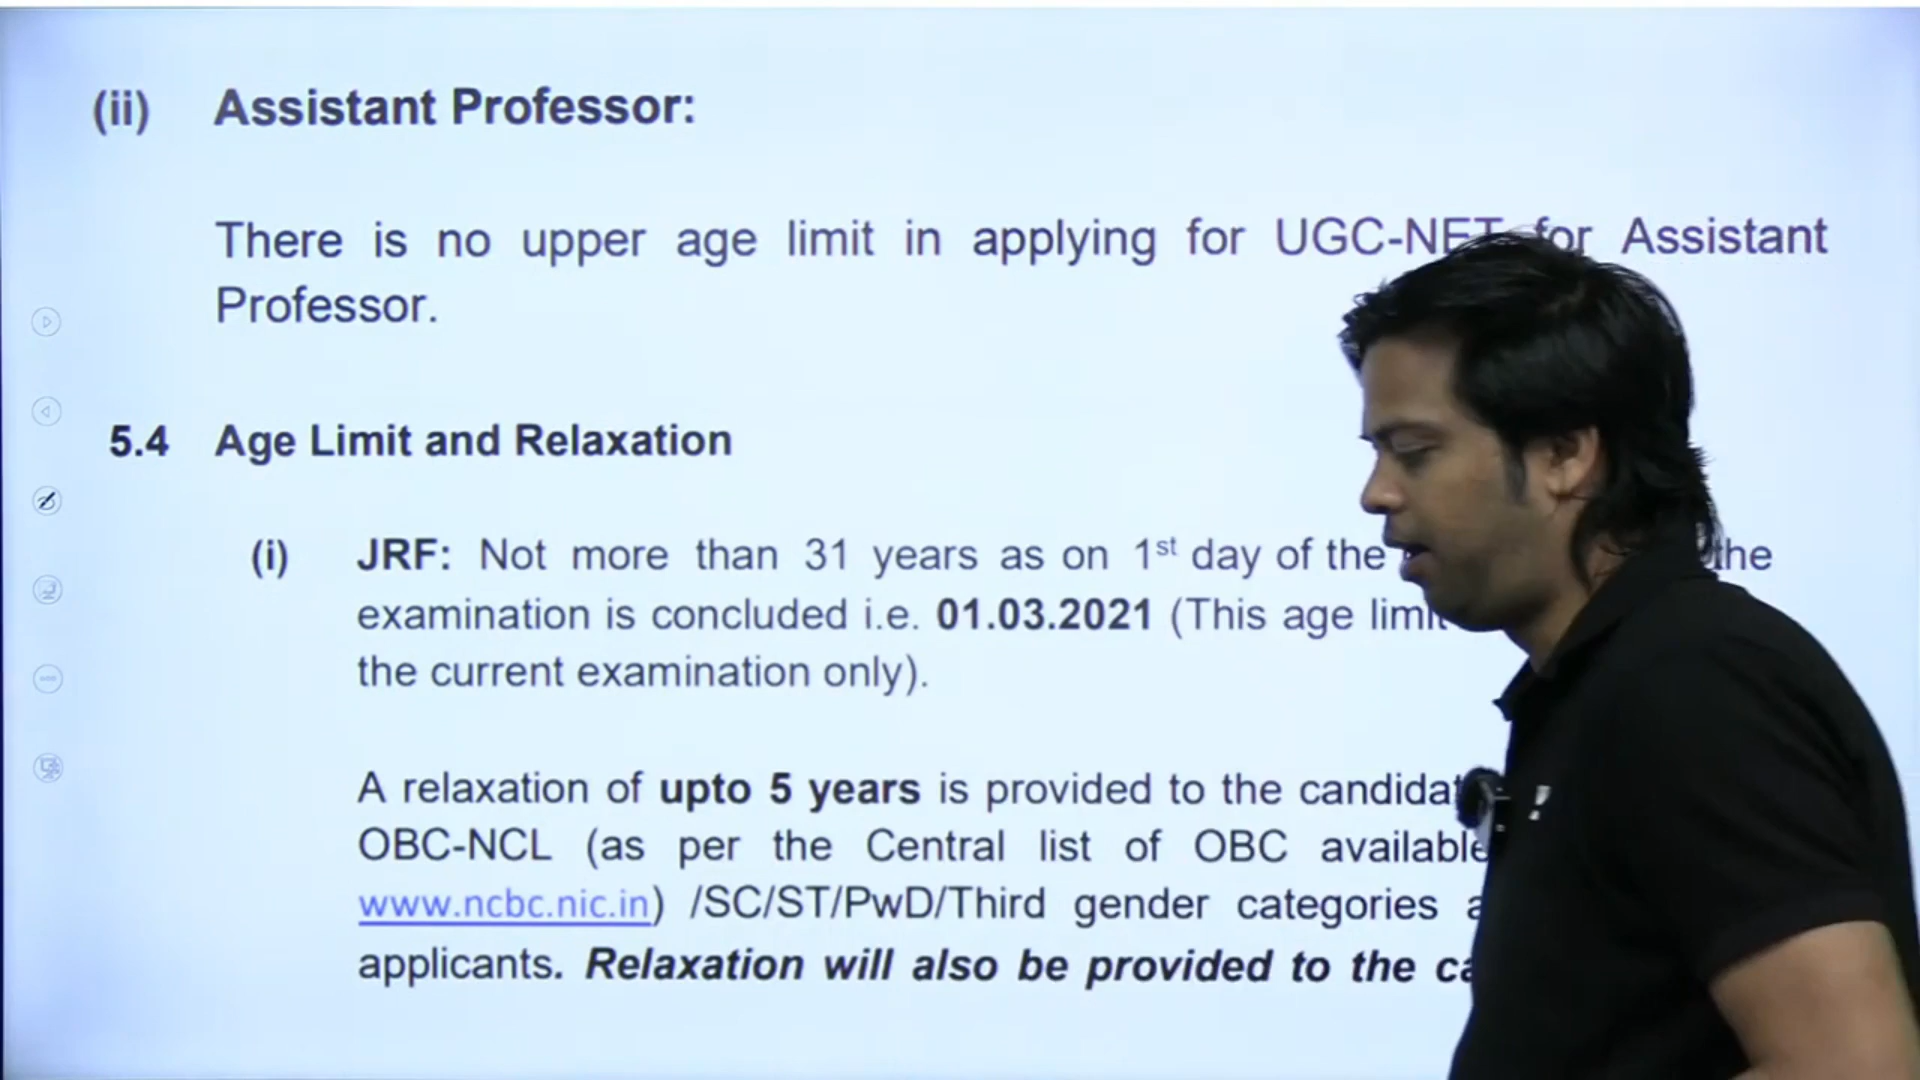 (ii) Assistant Professor:
There is no upper age limit in applying for UGC-NET for Assistant
Professor.
5.4 Age Limit and Relaxation
(i) JRF: Not more than 31 years as on 1st day of the the
examination is concluded i.e. 01.03.2021 (This age limit
the current examination only).
A relaxation of upto 5 years is provided to the
OBC-NCL (as per the Central list of OBC available
www.ncbc.nic.in) /SC/ST/PwD/Third gender categories
applicants. Relaxation will also be provided to the